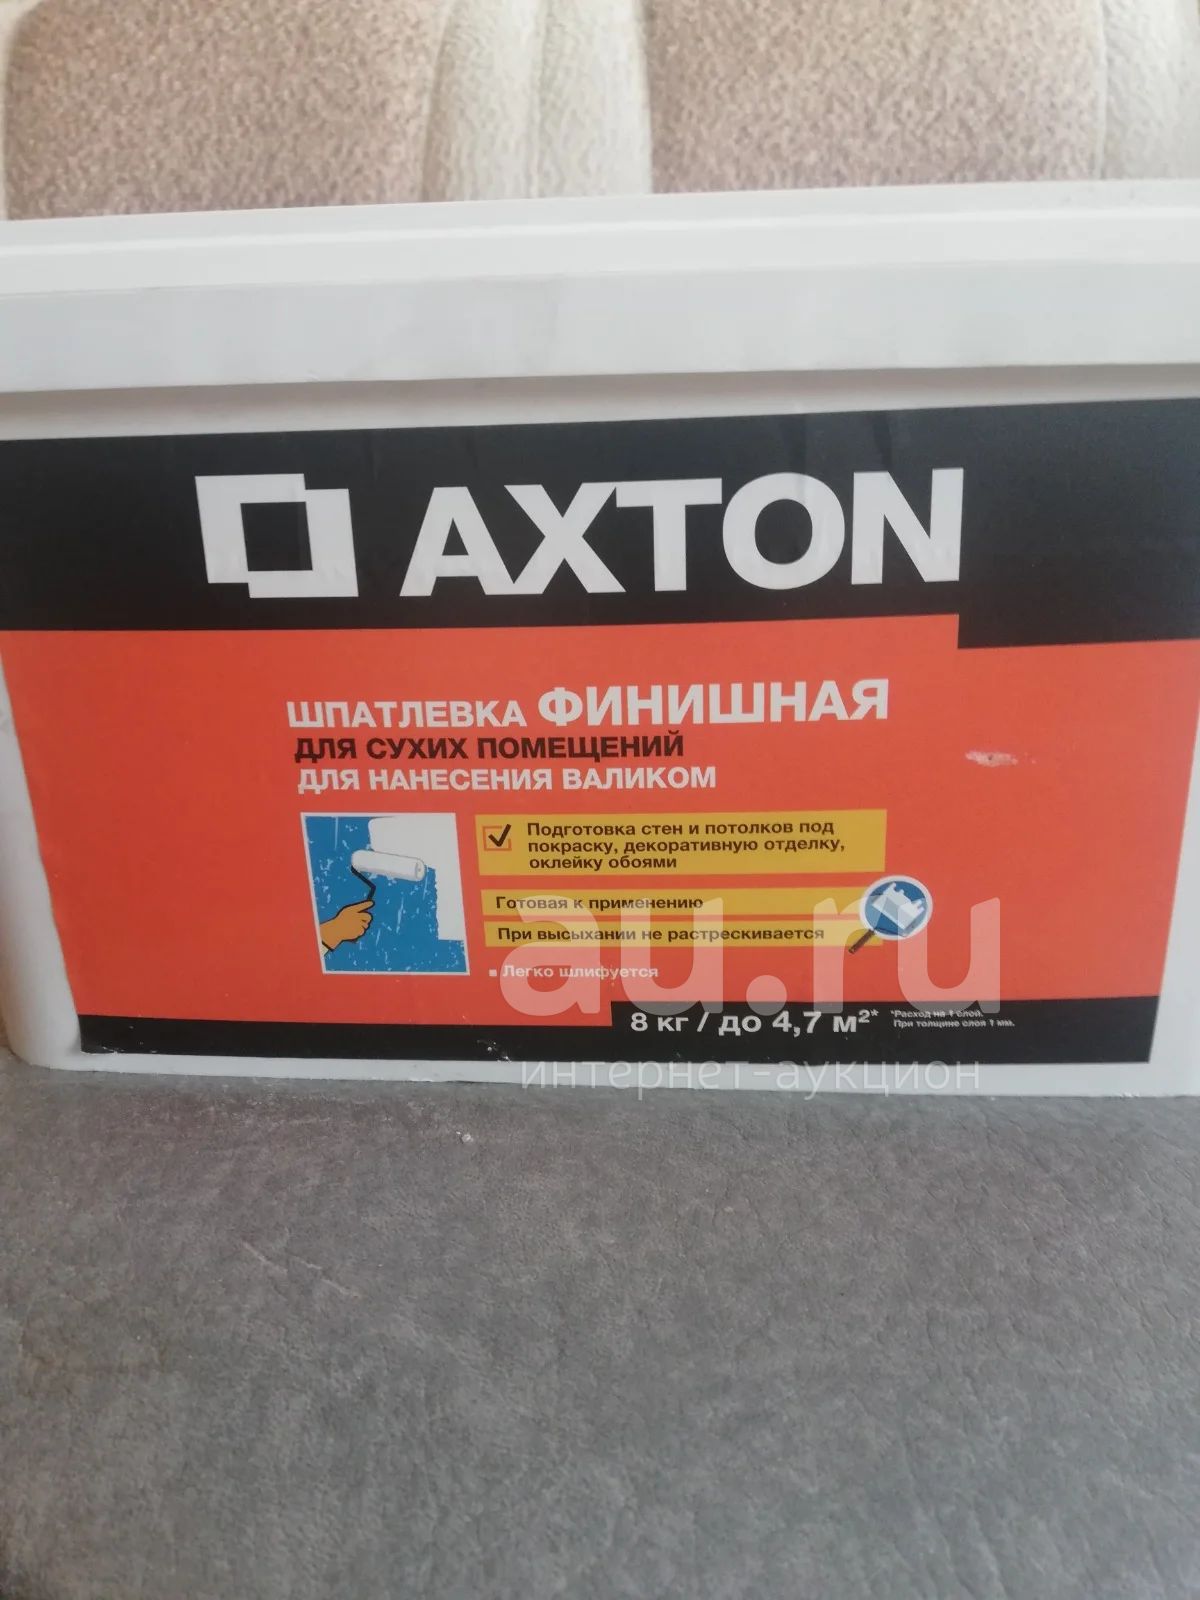 AXTON
ШПАТЛЕВКА ФИНИШНАЯ
ДЛЯ СУХИХ ПОМЕЩЕНИЙ
ДЛЯ НАНЕСЕНИЯ ВАЛИКОМ
Подготовка стен и потолков под
покраску, декоративную отделку,
оклейку обоями
Готовая к применению
При высыхании не растрескивается
▪ Легко шлифуется
au.ru
8 кг / до 4,7 м²*
*Расход на 1 слой.
При толщине слоя 1 мм.
интернет-аукцион